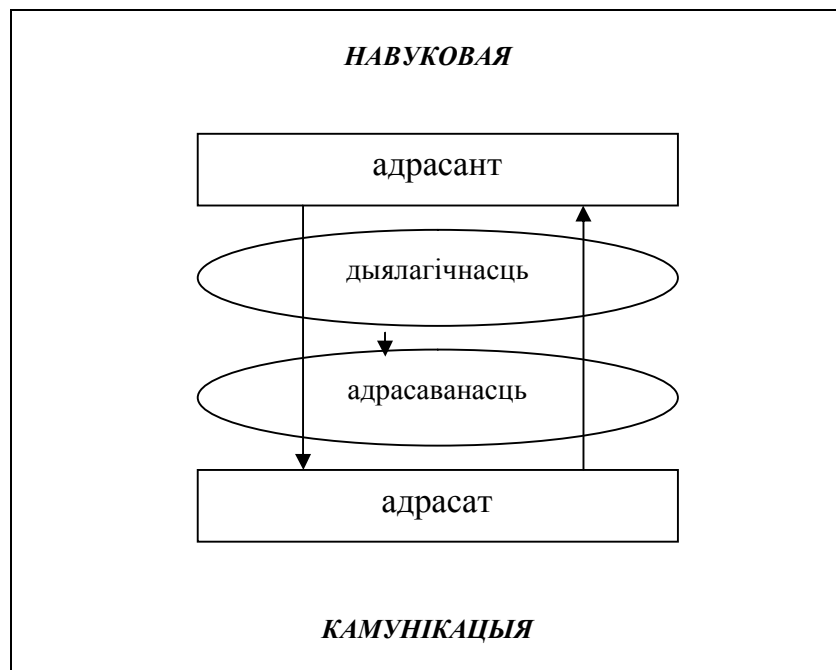 НАВУКОВАЯ
адрасант
дыялагічнасць
адрасаванасць
адрасат
КАМУНІКАЦЫЯ